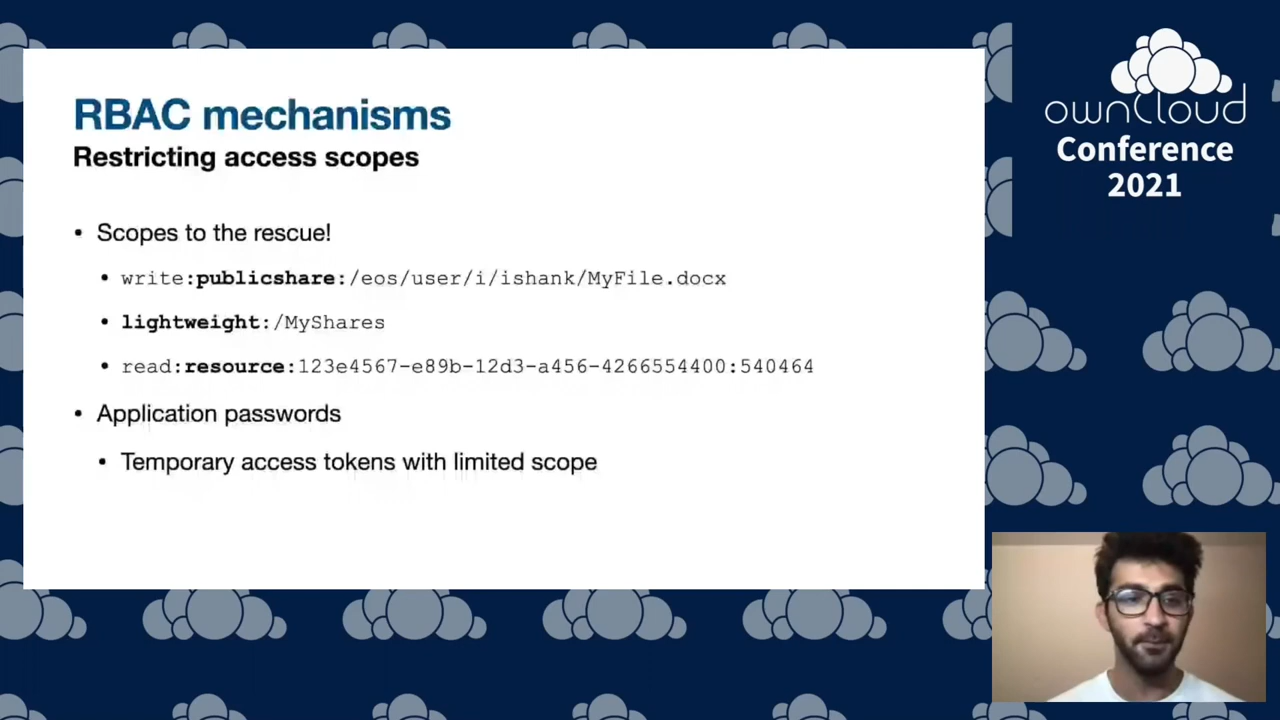 RBAC mechanisms
Restricting access scopes
• Scopes to the rescue!
• write:publicshare:/eos/user/i/ishank/MyFile.docx
• lightweight:/MyShares
• read:resource:123e4567-e89b-12d3-a456-4266554400:540464
• Application passwords
• Temporary access tokens with limited scope
ownCloud
Conference
2021